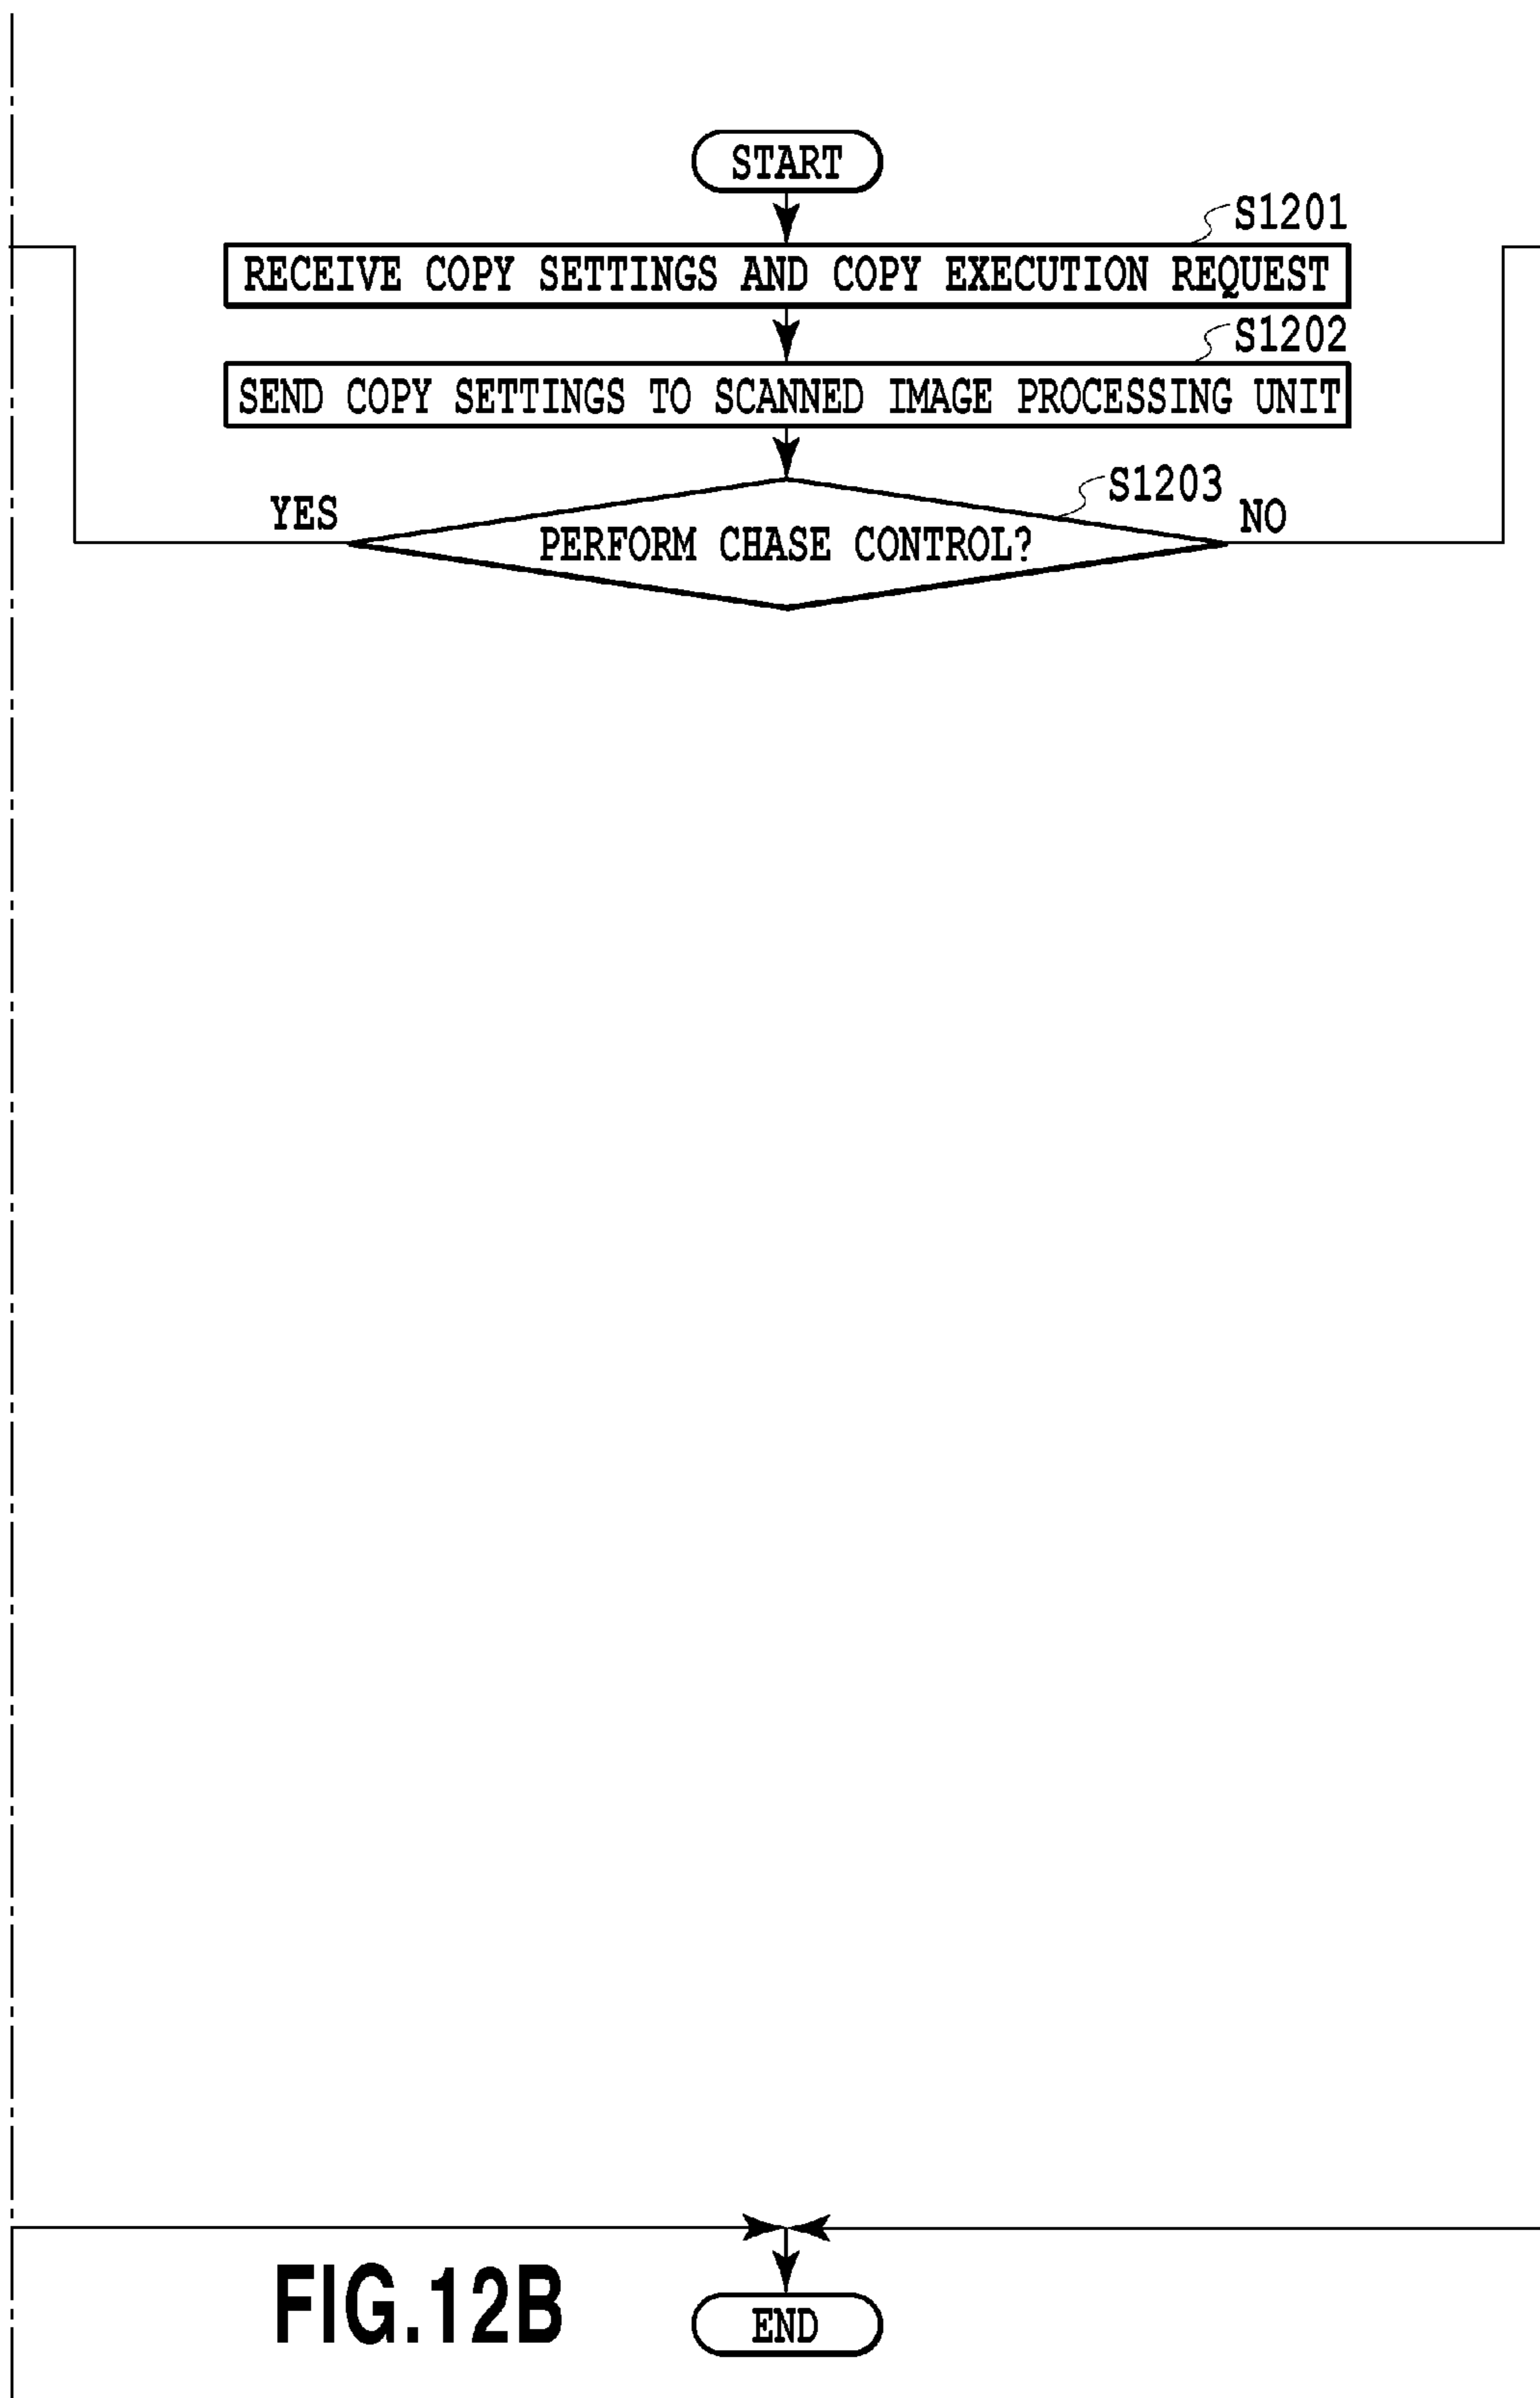 START
S1201
RECEIVE COPY SETTINGS AND COPY EXECUTION REQUEST
S1202
SEND COPY SETTINGS TO SCANNED IMAGE PROCESSING UNIT
S1203
YES
NO
PERFORM CHASE CONTROL?
FIG.12B
END